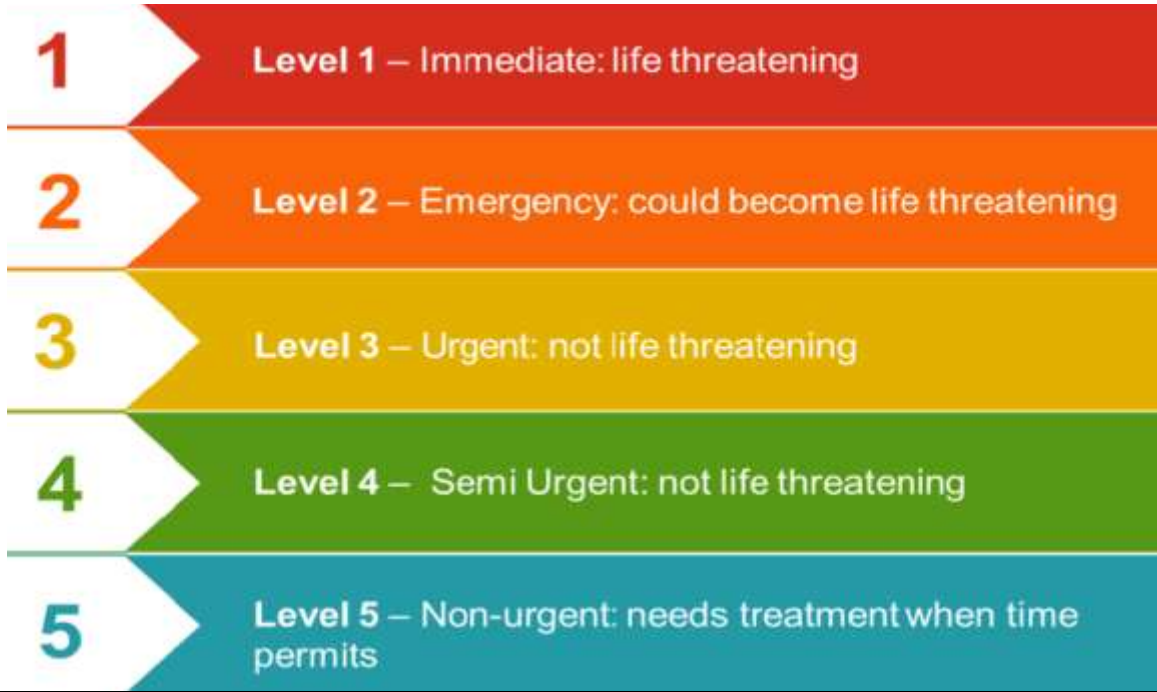 1
Level 1 – Immediate: life threatening
2
Level 2 – Emergency: could become life threatening
3
Level 3 – Urgent: not life threatening
4
Level 4 – Semi Urgent: not life threatening
5
Level 5 – Non-urgent: needs treatment when time
permits